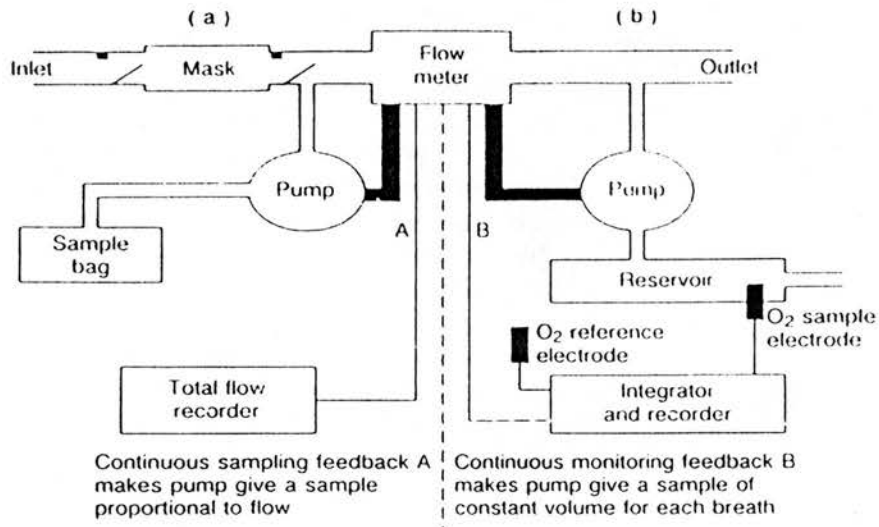 (a)
(b)
Inlet
Mask
Flow
meter
Outlet
Pump
Pump
A
B
Sample
bag
Reservoir
O₂ reference
electrode
O₂ sample
electrode
Total flow
recorder
Integrator
and recorder
Continuous sampling feedback A
makes pump give a sample
proportional to flow
Continuous monitoring feedback B
makes pump give a sample of
constant volume for each breath